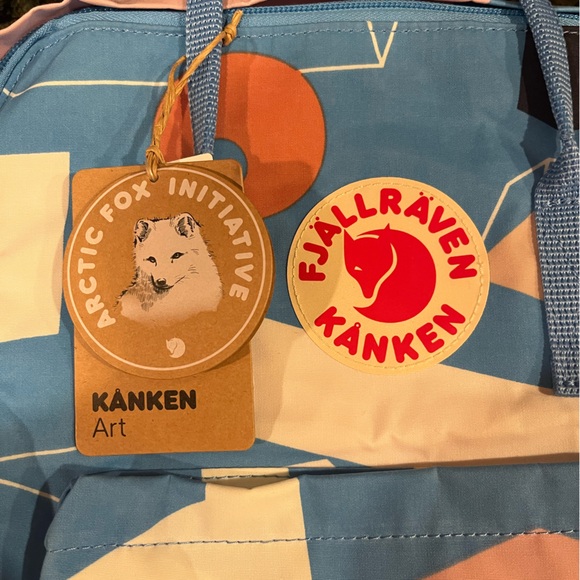 ARCTIC FOX INITIATIVE
KÅNKEN
Art
FJÄLLRÄVEN
KÅNKEN